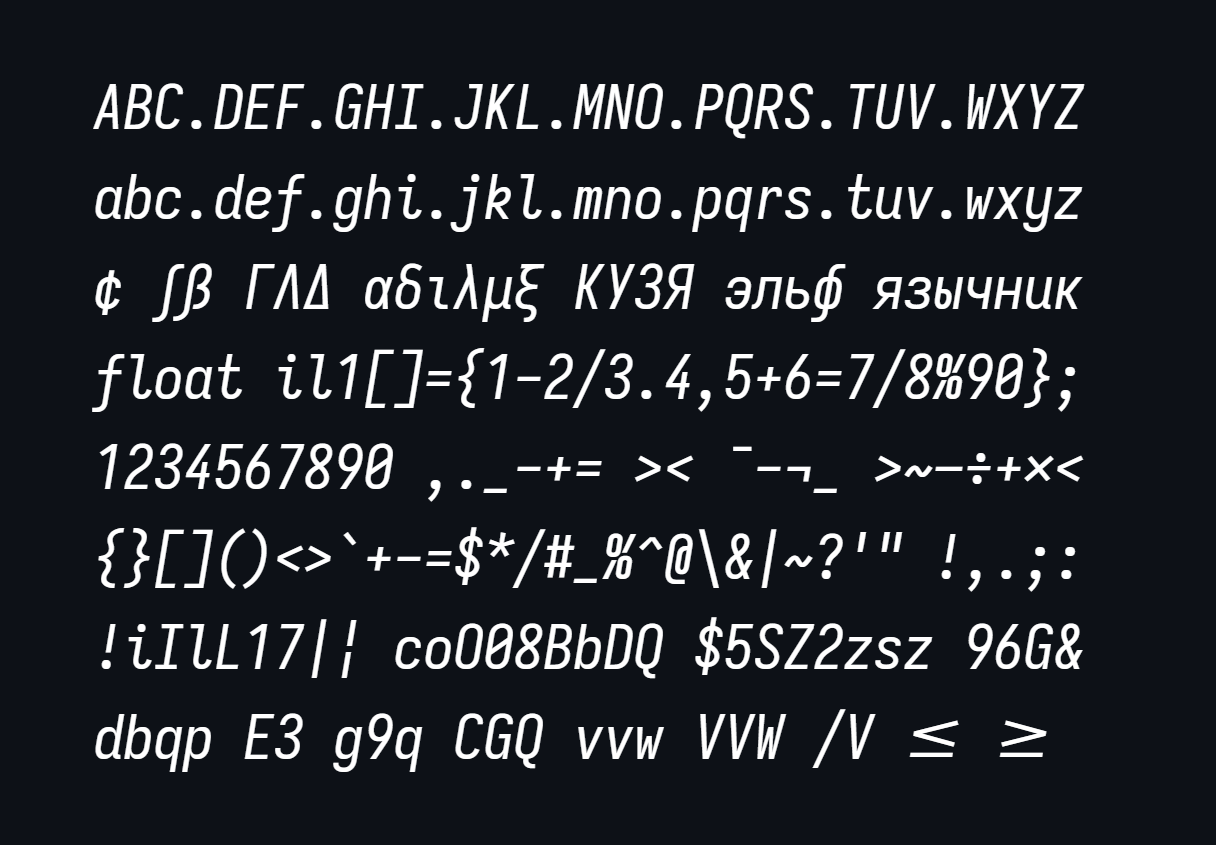 ABC.DEF.GHI.JKL.MNO.PQRS.TUV.WXYZ
abc.def.ghi.jkl.mno.pqrs.tuv.wxyz
¢ ∫ß ΓΛΔ αδιλμξ КУЗЯ эльф язычник
float il1[]={1-2/3.4,5+6=7/8%90};
1234567890 ,._-+= >< ¯-¬_ >~–÷+×<
{}[]()<>`+-=$*/#_%^@\&|~?'" !,.;:
!iIlL17|¦ coO08BbDQ $5SZ2zsz 96G&
dbqp E3 g9q CGQ vvw VVW /V ≤ ≥